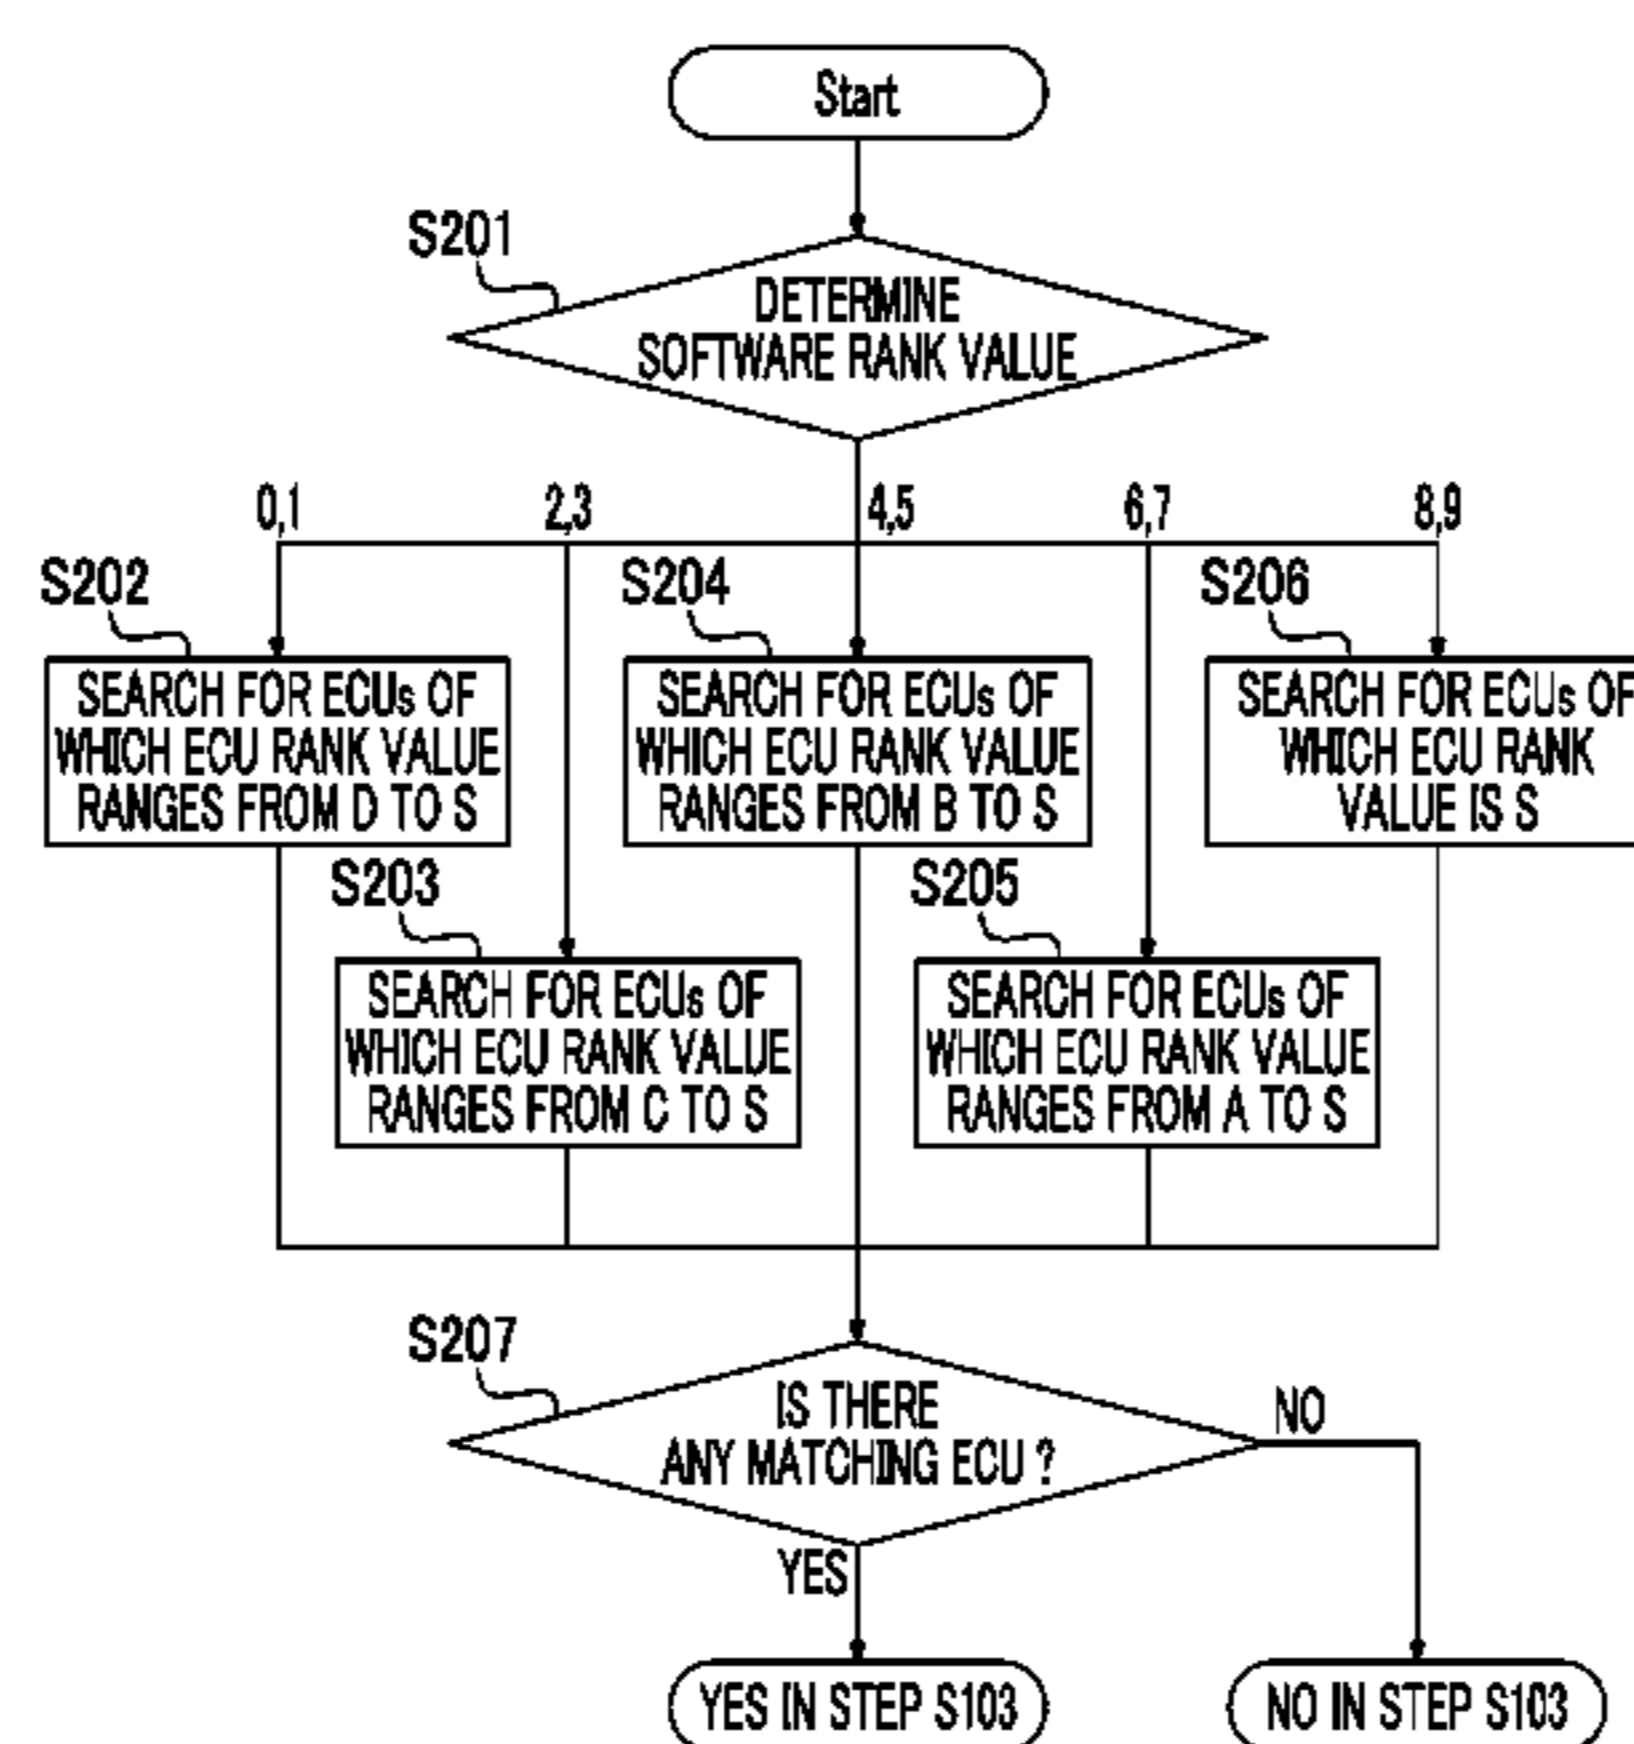 Start
S201
DETERMINE
SOFTWARE RANK VALUE
0,1
2,3
4,5
6,7
8,9
S202
SEARCH FOR ECUs OF
WHICH ECU RANK VALUE
RANGES FROM D TO S
S204
SEARCH FOR ECUs OF
WHICH ECU RANK VALUE
RANGES FROM B TO S
S206
SEARCH FOR ECUs OF
WHICH ECU RANK
VALUE IS S
S203
SEARCH FOR ECUs OF
WHICH ECU RANK VALUE
RANGES FROM C TO S
S205
SEARCH FOR ECUs OF
WHICH ECU RANK VALUE
RANGES FROM A TO S
S207
IS THERE
ANY MATCHING ECU ?
NO
YES
YES IN STEP S103
NO IN STEP S103